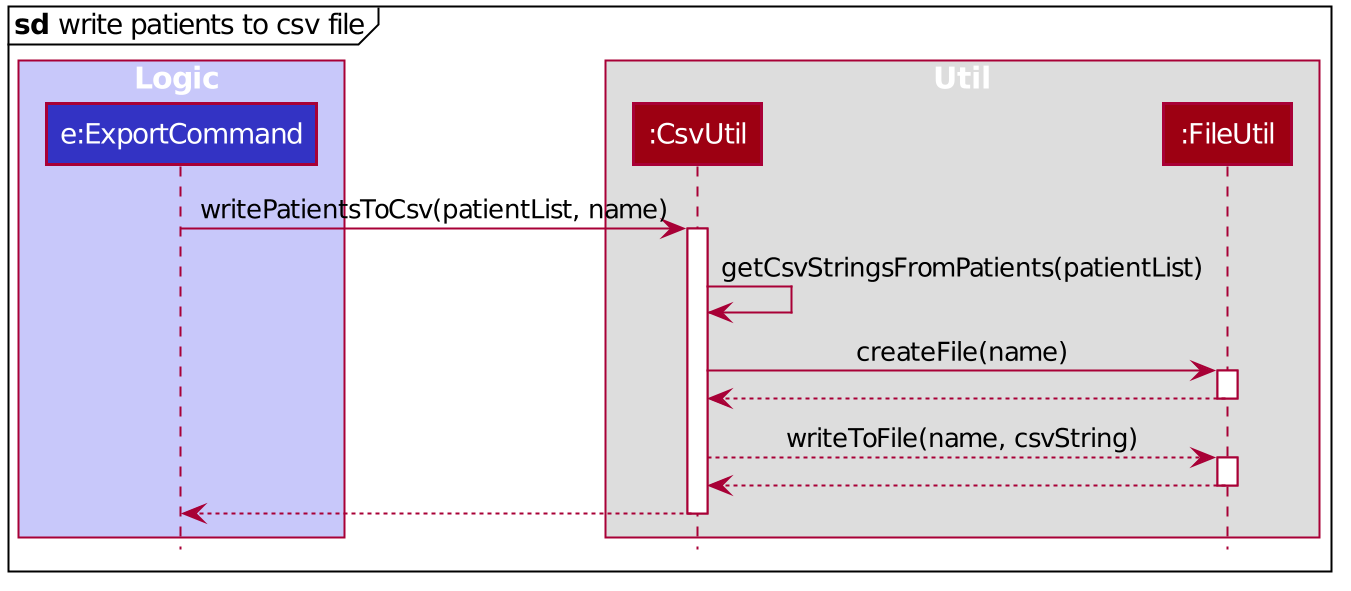 sd write patients to csv file
Logic
Util
e:ExportCommand
:CsvUtil
:FileUtil
writePatientsToCsv(patientList, name)
getCsvStringsFromPatients(patientList)
createFile(name)
writeToFile(name, csvString)